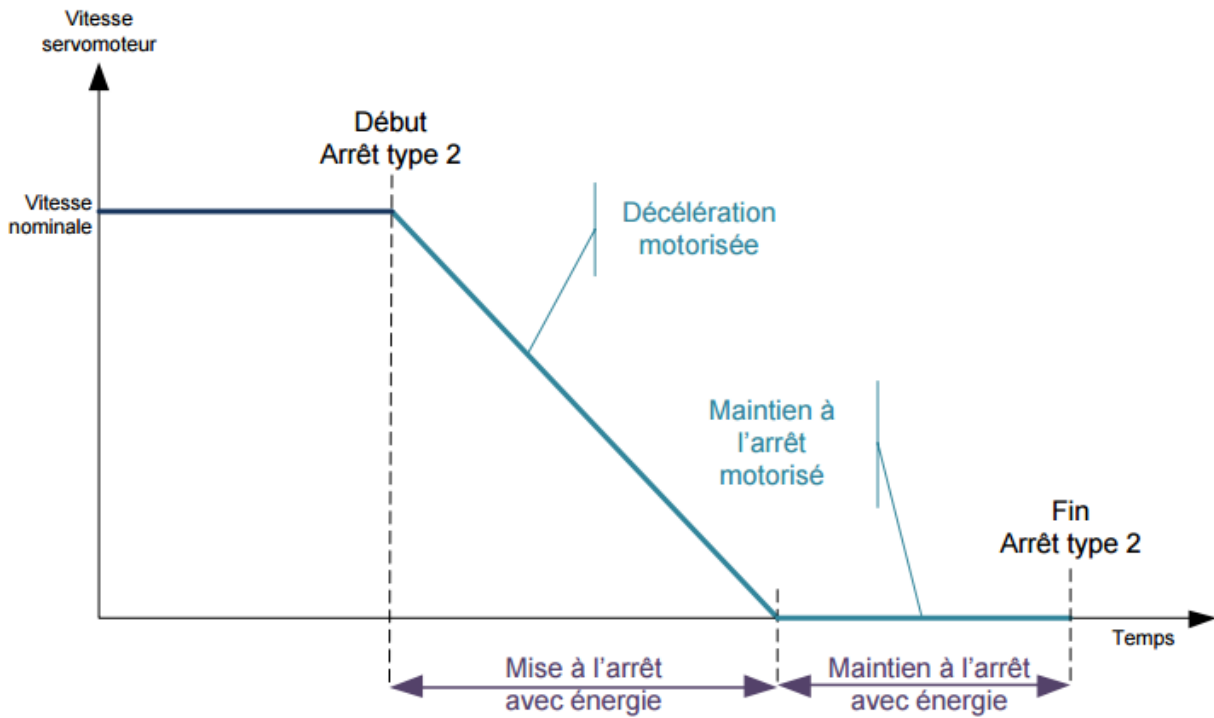 Vitesse
servomoteur
Début
Arrêt type 2
Vitesse
nominale
Décélération
motorisée
Maintien à
l'arrêt
motorisé
Fin
Arrêt type 2
Temps
Mise à l'arrêt
avec énergie
Maintien à l'arrêt
avec énergie